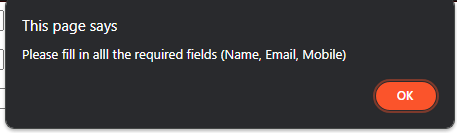 This page says
Please fill in alll the required fields (Name, Email, Mobile)
OK